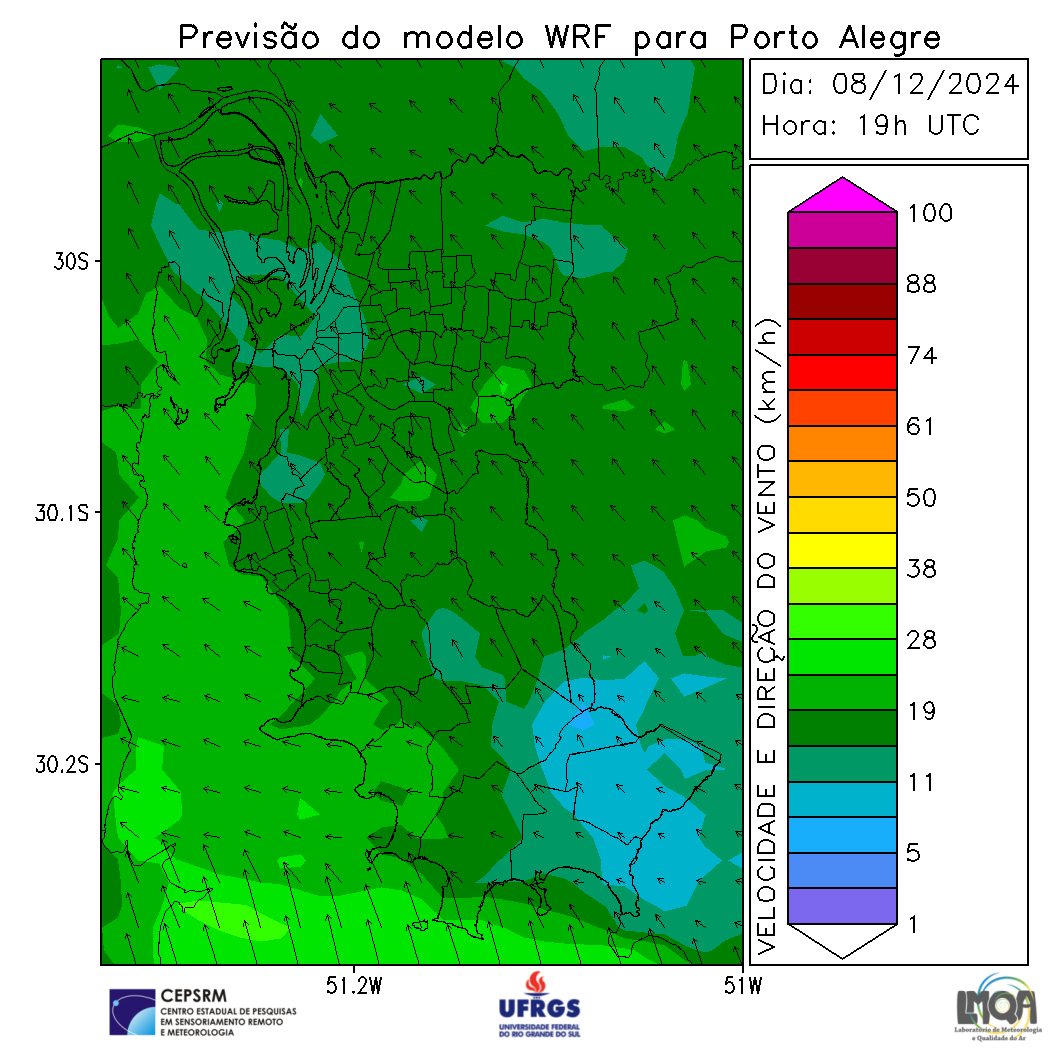 Previsão do modelo WRF para Porto Alegre
Dia: 08/12/2024
Hora: 19h UTC
30S
30.1S
30.2S
51.2W
51W
VELOCIDADE E DIREÇÃO DO VENTO (km/h)
100
88
74
61
50
38
28
19
11
5
1
CEPSRM
CENTRO ESTADUAL DE PESQUISAS
EM SENSORIAMENTO REMOTO
E METEOROLOGIA
UFRGS
UNIVERSIDADE FEDERAL
DO RIO GRANDE DO SUL
LMQA
Laboratório de Meteorologia
e Qualidade do Ar